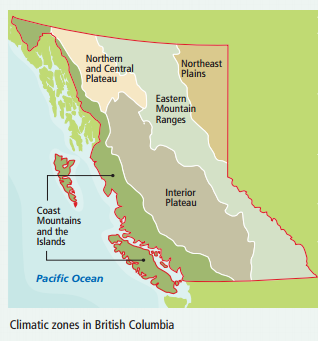 Northern
and Central
Plateau
Northeast
Plains
Eastern
Mountain
Ranges
Interior
Plateau
Coast
Mountains
and the
Islands
Pacific Ocean
Climatic zones in British Columbia